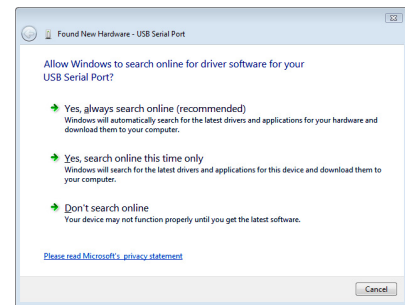 Found New Hardware - USB Serial Port
Allow Windows to search online for driver software for your
USB Serial Port?
Yes, always search online (recommended)
Windows will automatically search for the latest drivers and applications for your hardware and
download them to your computer.
Yes, search online this time only
Windows will search for the latest drivers and applications for this device and download them to
your computer.
Don't search online
Your device may not function properly until you get the latest software.
Please read Microsoft's privacy statement
Cancel